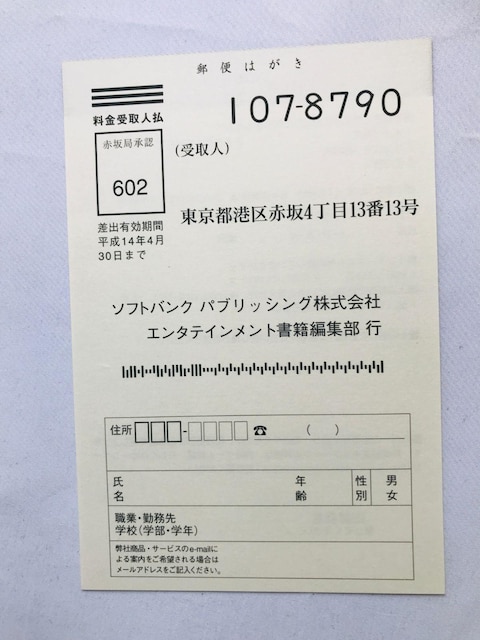 郵便はがき
107-8790
料金受取人払
赤坂局承認
602
差出有効期間
平成14年4月
30日まで
(受取人)
東京都港区赤坂4丁目13番13号
ソフトバンク パブリッシング株式会社
エンタテインメント書籍編集部 行
住所 □□□-□□□□ ☎ ( )
氏名 年齢 性別 男 女
職業・勤務先
学校(学部・学年)
弊社商品・サービスのe-mailに
よる案内をご希望される場合は
メールアドレスをご記入ください。